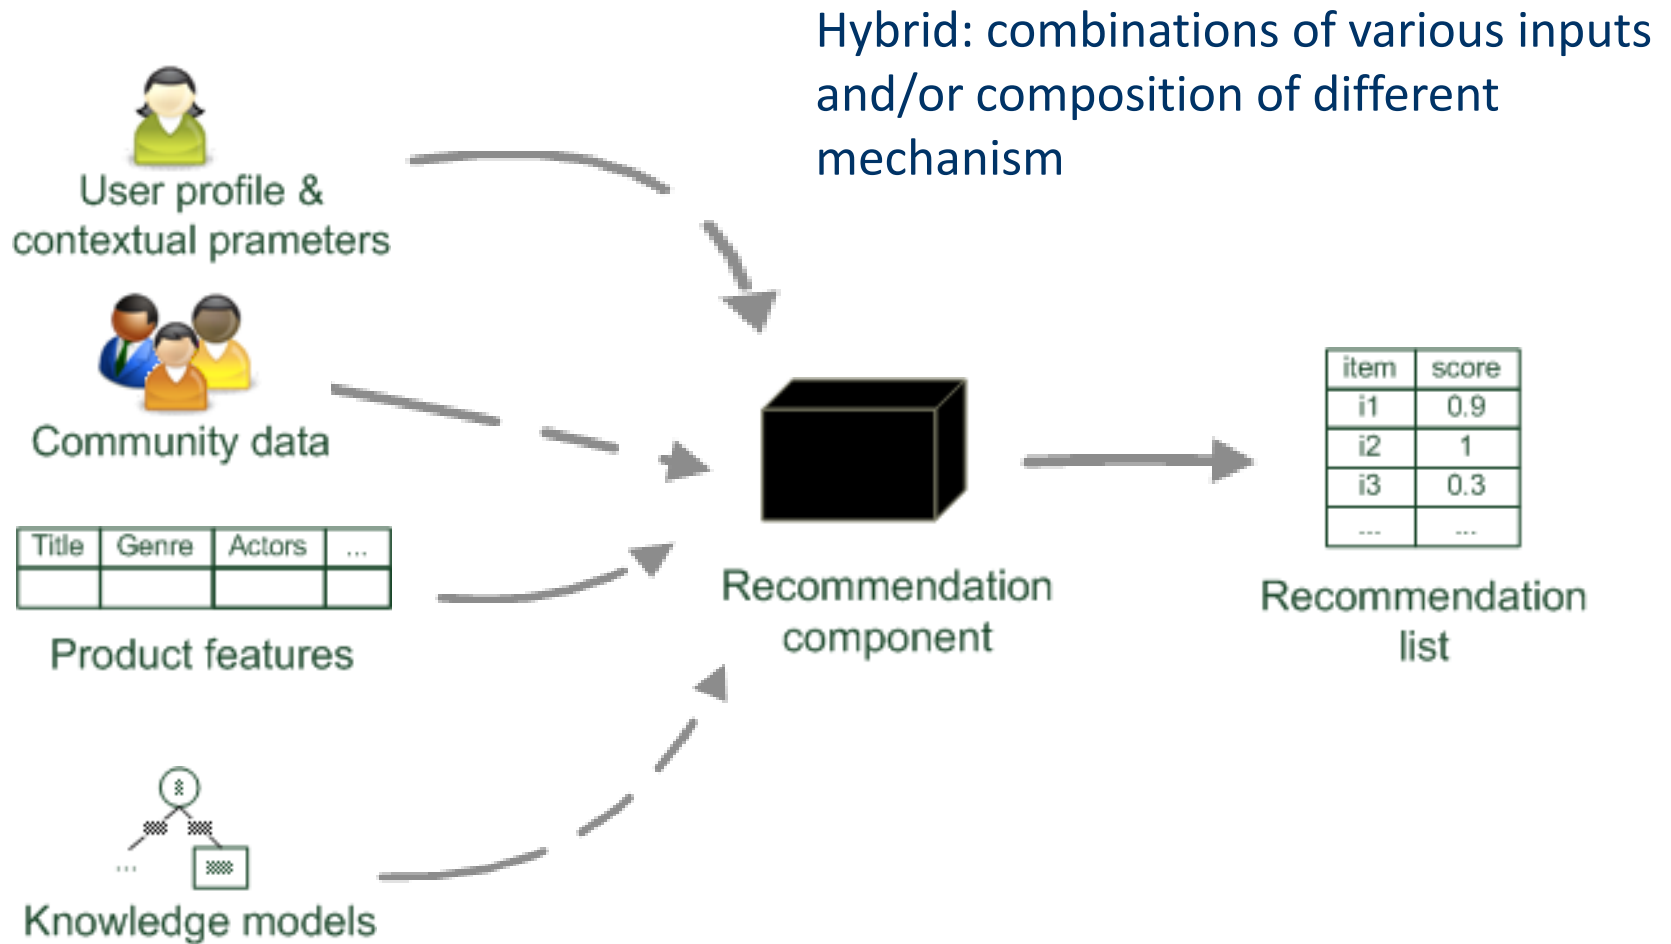 Hybrid: combinations of various inputs
and/or composition of different
mechanism
User profile &
contextual prameters
Community data
Title Genre Actors ...
Product features
...
Knowledge models
Recommendation
component
item score
i1 0.9
i2 1
i3 0.3
... ...
Recommendation
list